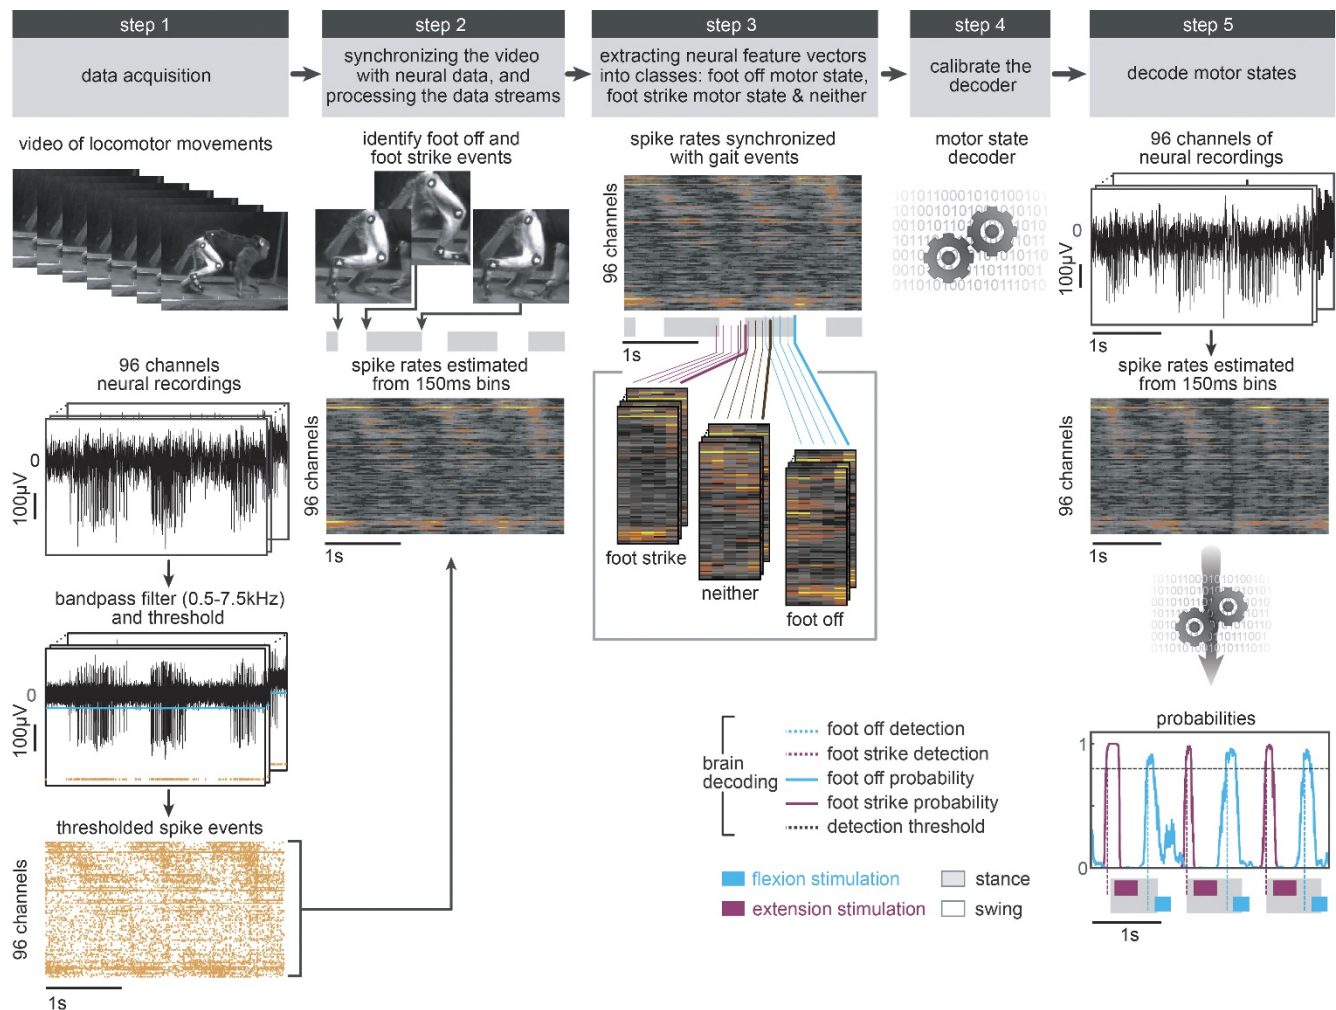 step 1
data acquisition
video of locomotor movements
96 channels
neural recordings
0
100µV
bandpass filter (0.5-7.5kHz)
and threshold
0
100µV
thresholded spike events
96 channels
1s
step 2
synchronizing the video
with neural data, and
processing the data streams
identify foot off and
foot strike events
spike rates estimated
from 150ms bins
96 channels
1s
step 3
extracting neural feature vectors
into classes: foot off motor state,
foot strike motor state & neither
spike rates synchronized
with gait events
96 channels
1s
foot strike
neither
foot off
step 4
calibrate the
decoder
motor state
decoder
brain
decoding
foot off detection
foot strike detection
foot off probability
foot strike probability
detection threshold
flexion stimulation
extension stimulation
stance
swing
step 5
decode motor states
96 channels of
neural recordings
0
100µV
1s
spike rates estimated
from 150ms bins
96 channels
probabilities
1
0
1s